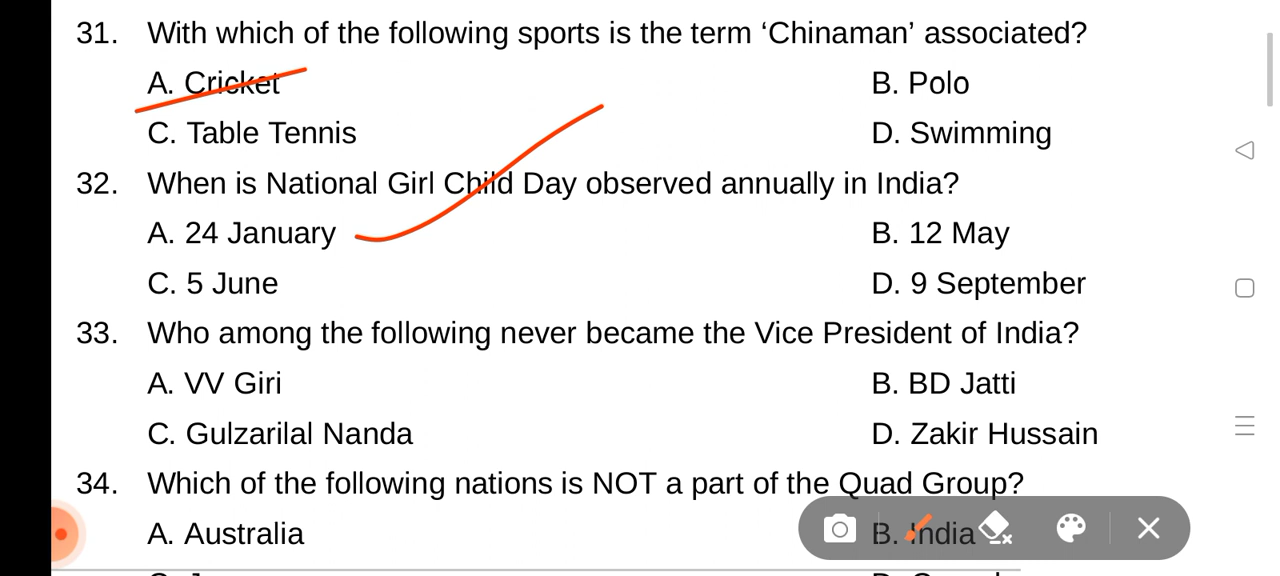 31. With which of the following sports is the term ‘Chinaman’ associated?
A. Cricket B. Polo
C. Table Tennis D. Swimming
32. When is National Girl Child Day observed annually in India?
A. 24 January B. 12 May
C. 5 June D. 9 September
33. Who among the following never became the Vice President of India?
A. VV Giri B. BD Jatti
C. Gulzarilal Nanda D. Zakir Hussain
34. Which of the following nations is NOT a part of the Quad Group?
A. Australia B. India